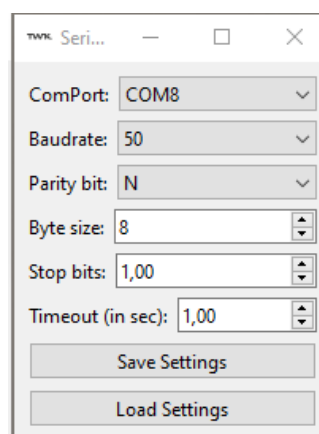 TWK Seri...
ComPort: COM8
Baudrate: 50
Parity bit: N
Byte size: 8
Stop bits: 1,00
Timeout (in sec): 1,00
Save Settings
Load Settings